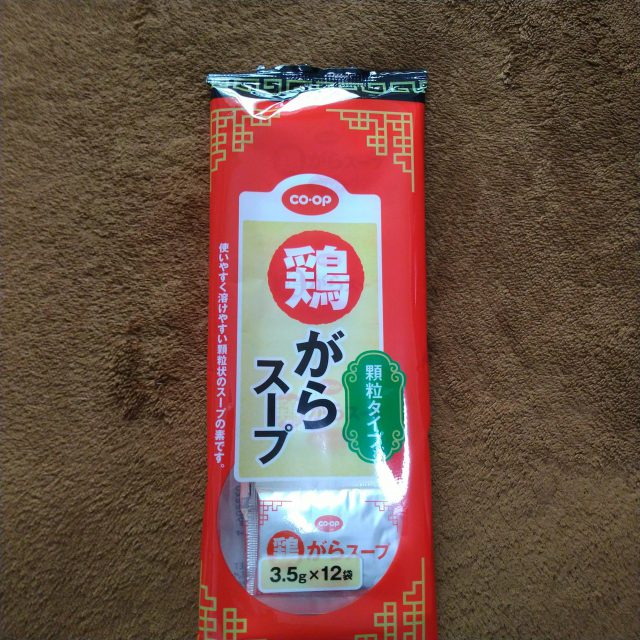 CO·OP
鶏
がら
スープ
顆粒タイプ
使いやすく溶けやすい顆粒状のスープの素です。
CO·OP
鶏がらスープ
3.5g×12袋